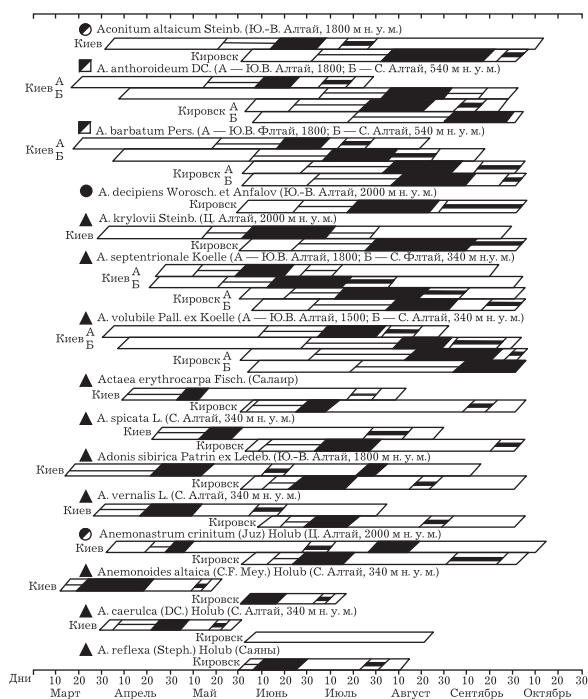 Aconitum altaicum Steinb. (Ю.-В. Алтай, 1800 м н. у. м.)
Киев
Кировск
A. anthoroideum DC. (А — Ю.В. Алтай, 1800; Б — С. Алтай, 540 м н. у. м.)
Киев А
Б
Кировск А
Б
A. barbatum Pers. (А — Ю.В. Флтай, 1800; Б — С. Алтай, 540 м н. у. м.)
Киев А
Б
Кировск А
Б
A. decipiens Worosch. et Anfalov (Ю.-В. Алтай, 2000 м н. у. м.)
Кировск
A. krylovii Steinb. (Ц. Алтай, 2000 м н. у. м.)
Киев
Кировск
A. septentrionale Koelle (А — Ю.В. Алтай, 1800; Б — С. Флтай, 340 м н.у. м.)
Киев А
Б
Кировск А
Б
A. volubile Pall. ex Koelle (А — Ю.В. Алтай, 1500; Б — С. Алтай, 340 м н. у. м.)
Киев А
Б
Кировск А
Б
Actaea erythrocarpa Fisch. (Салаир)
Киев
Кировск
A. spicata L. (С. Алтай, 340 м н. у. м.)
Киев
Кировск
Adonis sibirica Patrin ex Ledeb. (Ю.-В. Алтай, 1800 м н. у. м.)
Киев
Кировск
A. vernalis L. (С. Алтай, 340 м н. у. м.)
Киев
Кировск
Anemonastrum crinitum (Juz) Holub (Ц. Алтай, 2000 м н. у. м.)
Киев
Кировск
Anemonoides altaica (C.F. Mey.) Holub (С. Алтай, 340 м н. у. м.)
Киев
Кировск
A. caerulca (DC.) Holub (С. Алтай, 340 м н. у. м.)
Киев
Кировск
A. reflexa (Steph.) Holub (Саяны)
Кировск
Дни 10 20 30 10 20 30 10 20 30 10 20 30 10 20 30 10 20 30 10 20 30 10 20 30
Март Апрель Май Июнь Июль Август Сентябрь Октябрь